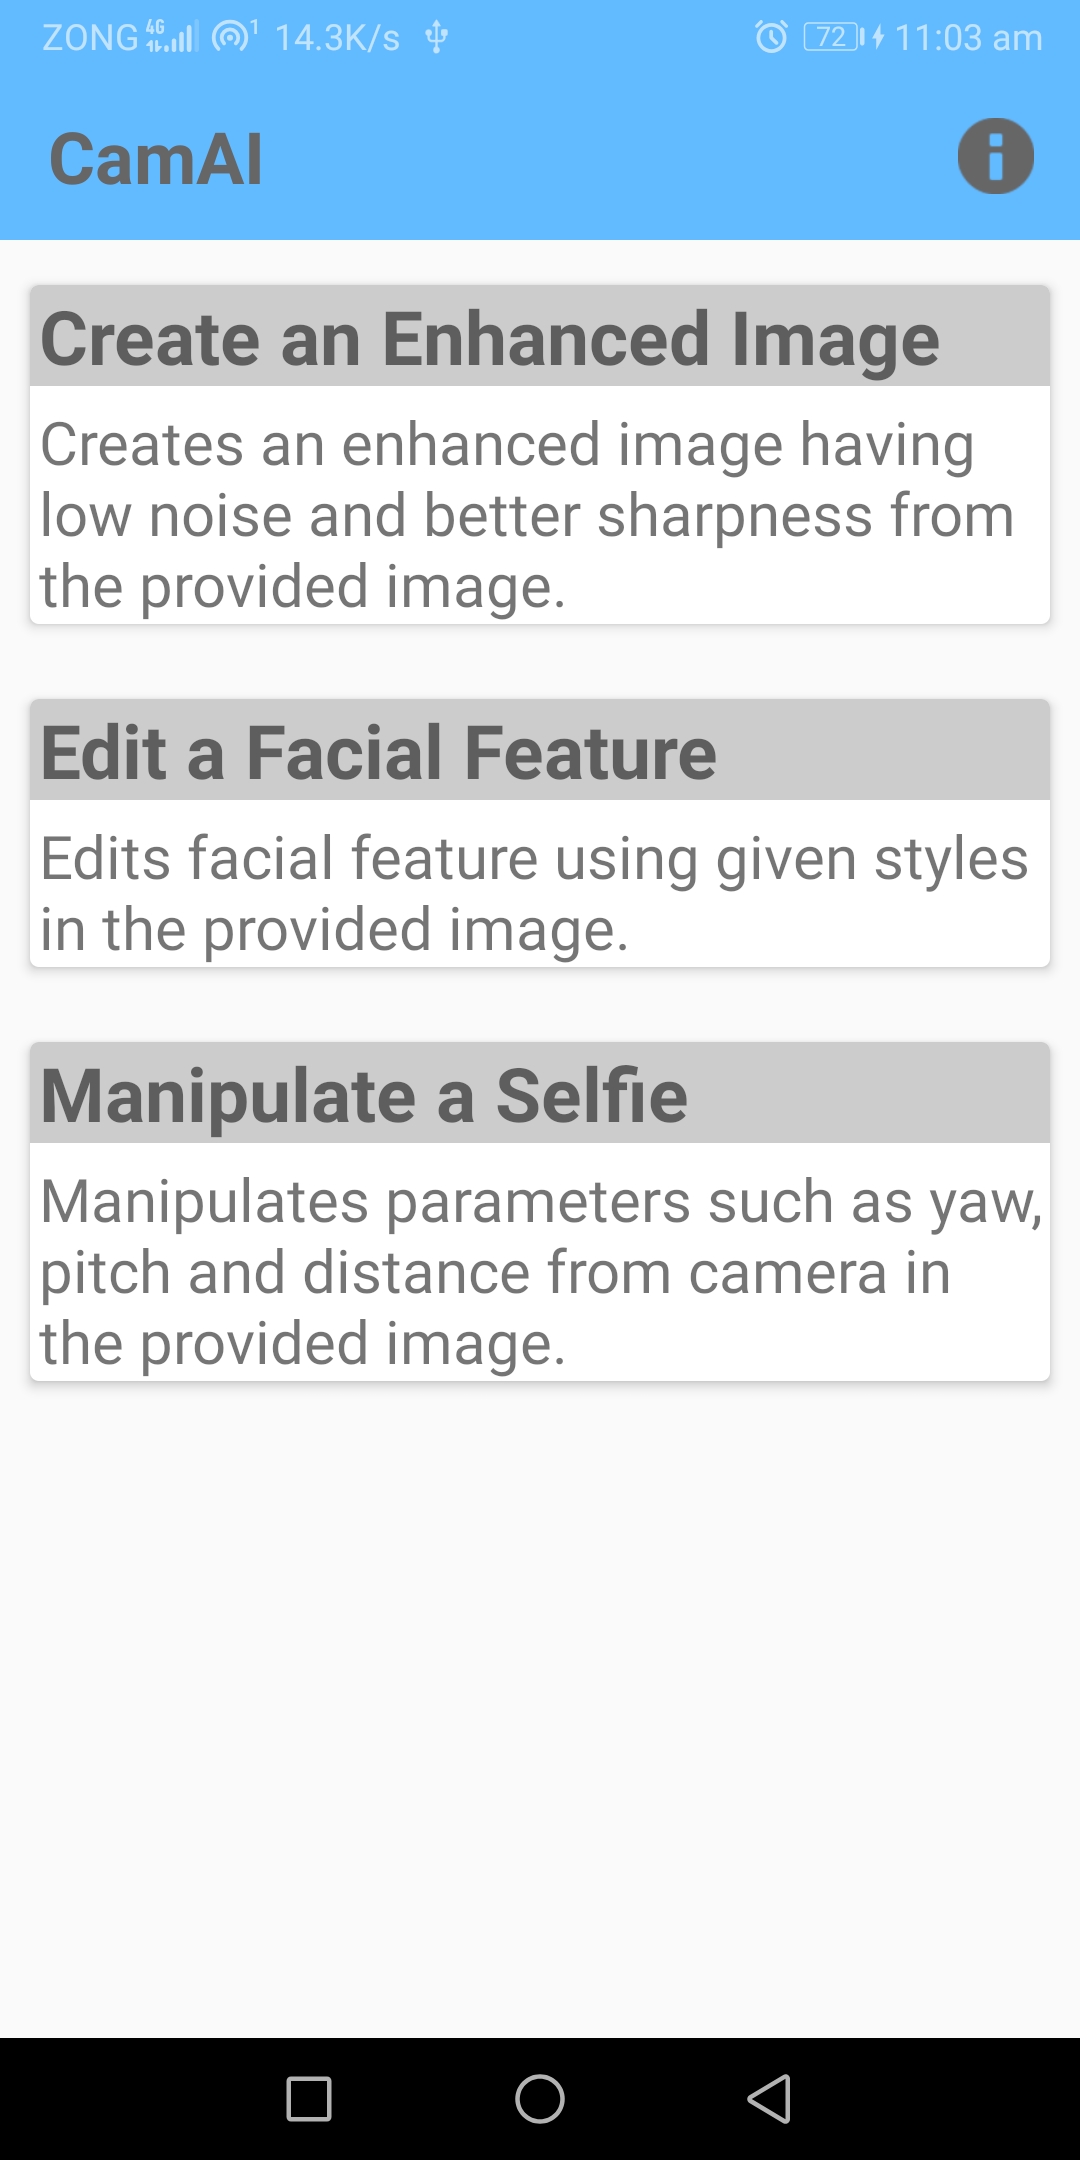 ZONG 4G 1 14.3K/s 72 11:03 am
CamAI
Create an Enhanced Image
Creates an enhanced image having
low noise and better sharpness from
the provided image.
Edit a Facial Feature
Edits facial feature using given styles
in the provided image.
Manipulate a Selfie
Manipulates parameters such as yaw,
pitch and distance from camera in
the provided image.